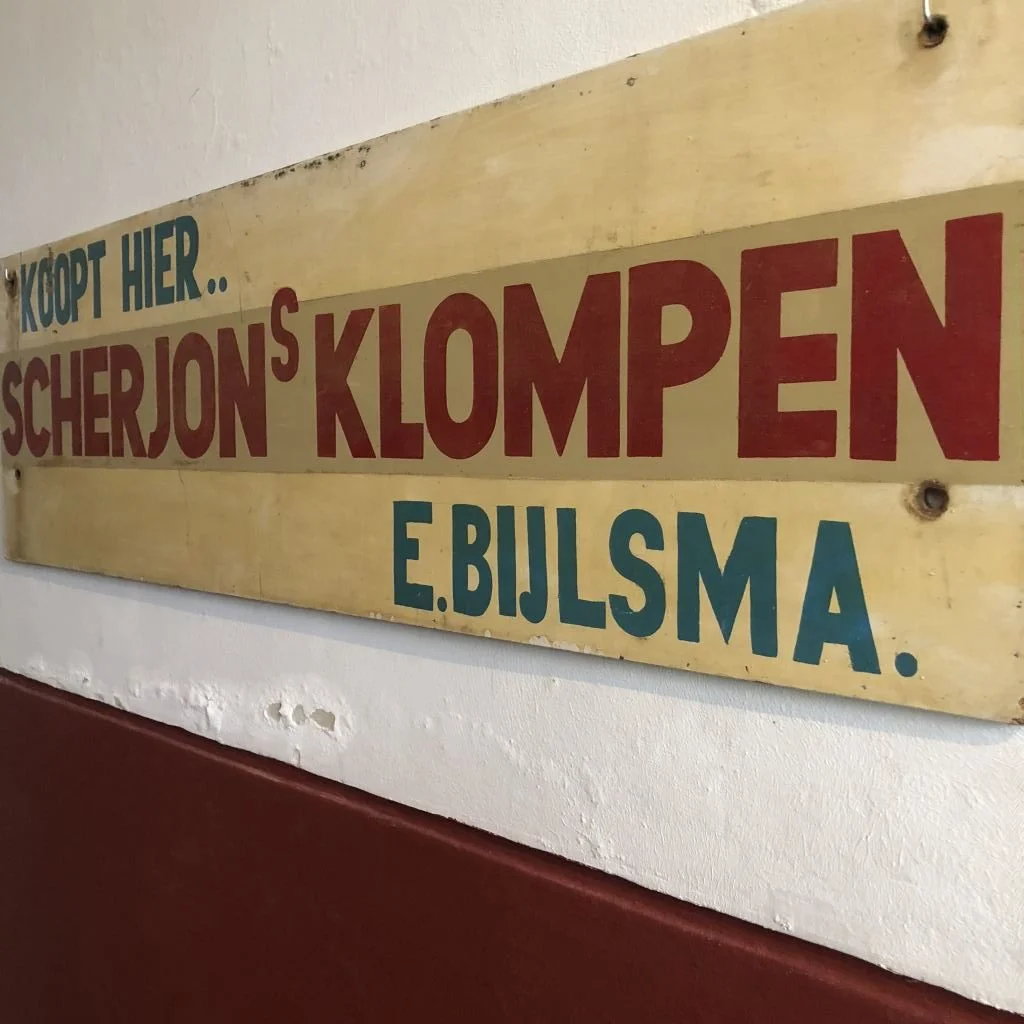 KOOPT HIER..
SCHERJONS KLOMPEN
E.BIJLSMA.